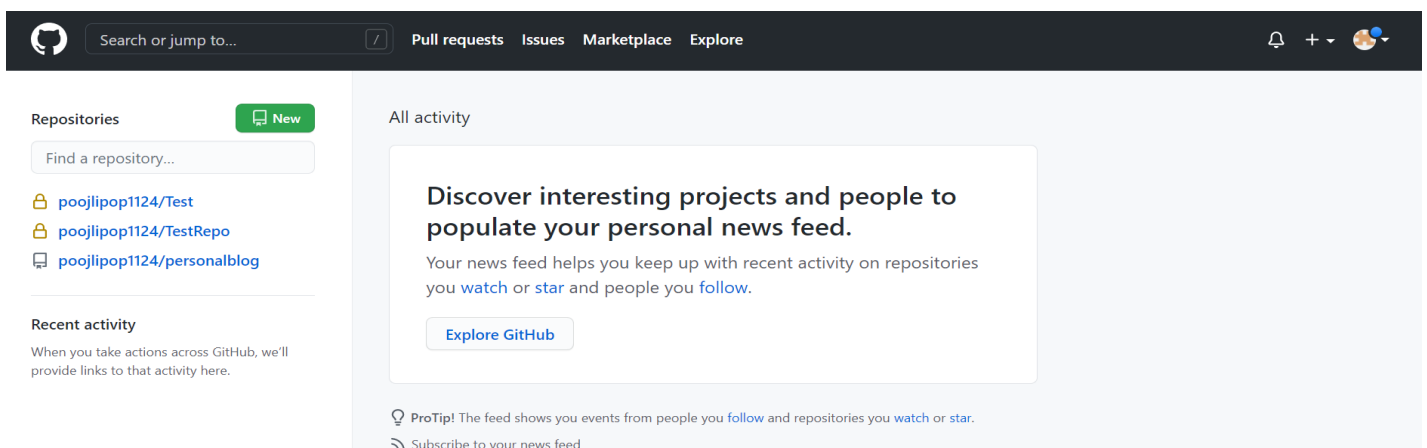 Search or jump to... / Pull requests Issues Marketplace Explore
Repositories New
Find a repository...
poojlipop1124/Test
poojlipop1124/TestRepo
poojlipop1124/personalblog
Recent activity
When you take actions across GitHub, we'll
provide links to that activity here.
All activity
Discover interesting projects and people to
populate your personal news feed.
Your news feed helps you keep up with recent activity on repositories
you watch or star and people you follow.
Explore GitHub
ProTip! The feed shows you events from people you follow and repositories you watch or star.
Subscribe to your news feed